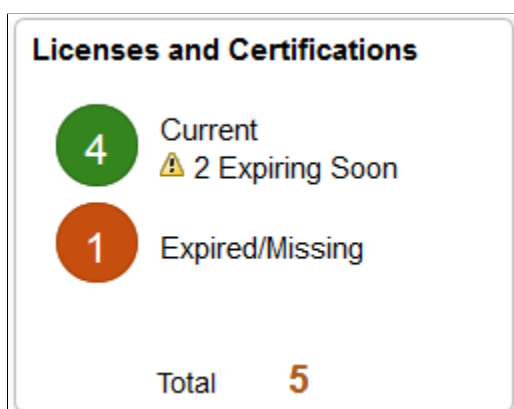 Licenses and Certifications
4 Current
2 Expiring Soon
1 Expired/Missing
Total 5